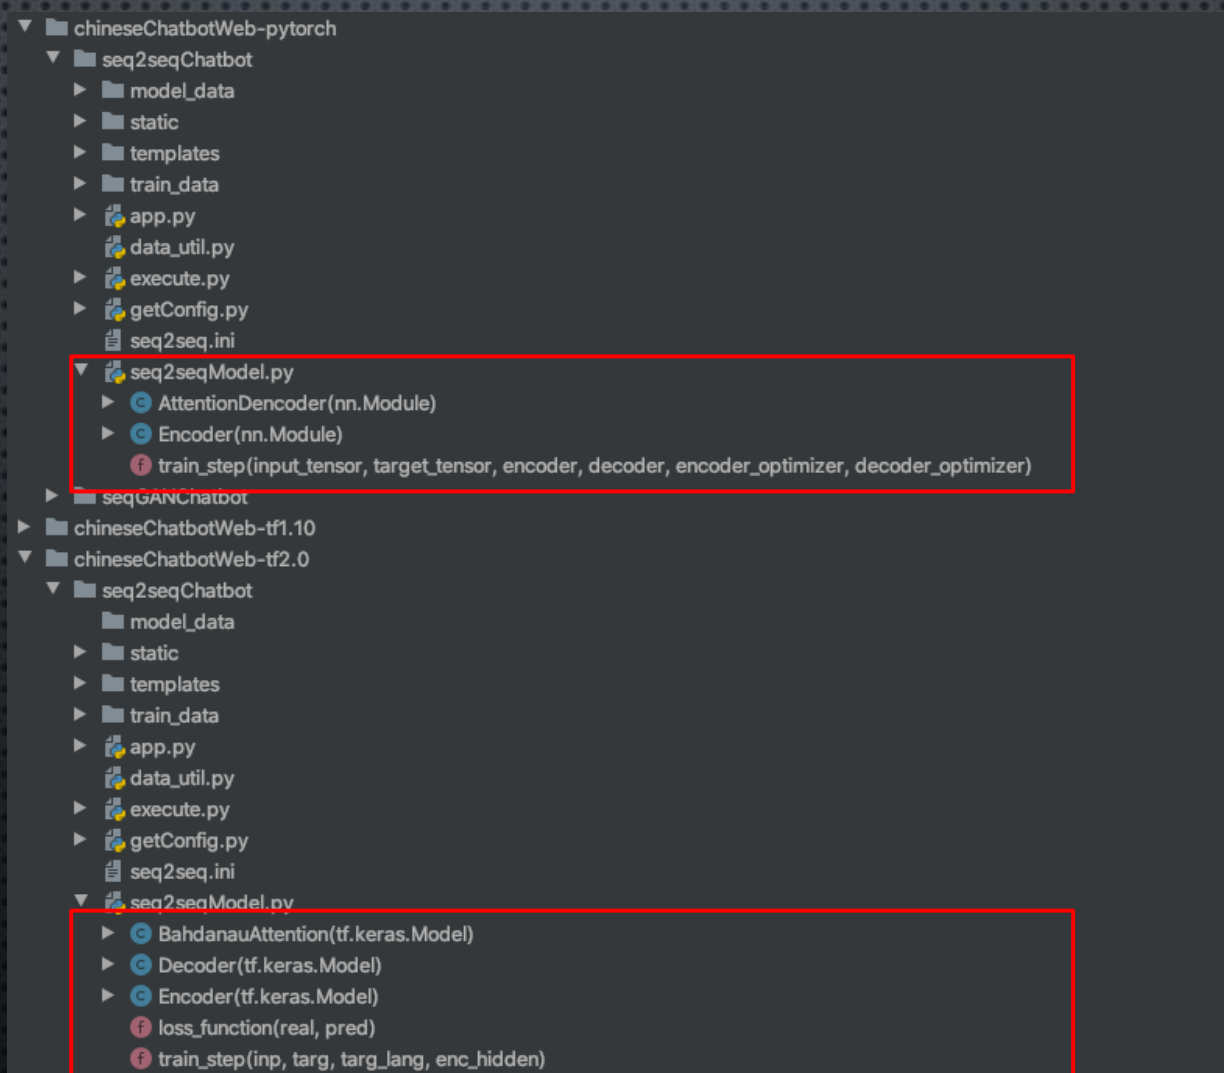 chineseChatbotWeb-pytorch
seq2seqChatbot
model_data
static
templates
train_data
app.py
data_util.py
execute.py
getConfig.py
seq2seq.ini
seq2seqModel.py
AttentionDencoder(nn.Module)
Encoder(nn.Module)
train_step(input_tensor, target_tensor, encoder, decoder, encoder_optimizer, decoder_optimizer)
seqGANChatbot
chineseChatbotWeb-tf1.10
chineseChatbotWeb-tf2.0
seq2seqChatbot
model_data
static
templates
train_data
app.py
data_util.py
execute.py
getConfig.py
seq2seq.ini
seq2seqModel.py
BahdanauAttention(tf.keras.Model)
Decoder(tf.keras.Model)
Encoder(tf.keras.Model)
loss_function(real, pred)
train_step(inp, targ, targ_lang, enc_hidden)